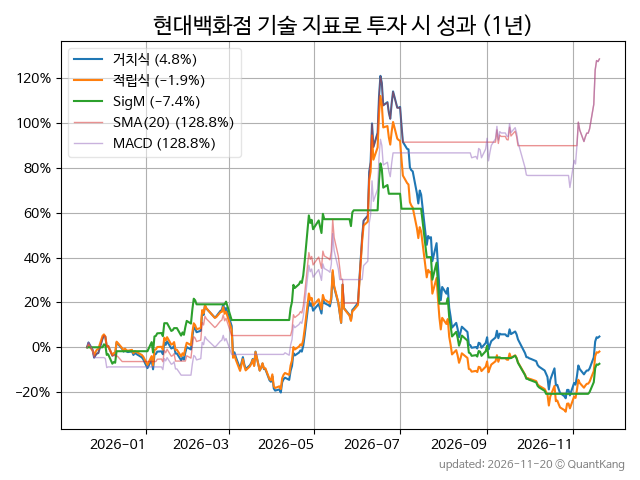 현대백화점 기술 지표로 투자 시 성과 (1년)
거치식 (4.8%)
적립식 (−1.9%)
SigM (−7.4%)
SMA(20) (128.8%)
MACD (128.8%)
120%
100%
80%
60%
40%
20%
0%
−20%
2026-01 2026-03 2026-05 2026-07 2026-09 2026-11
updated: 2026-11-20 © QuantKang